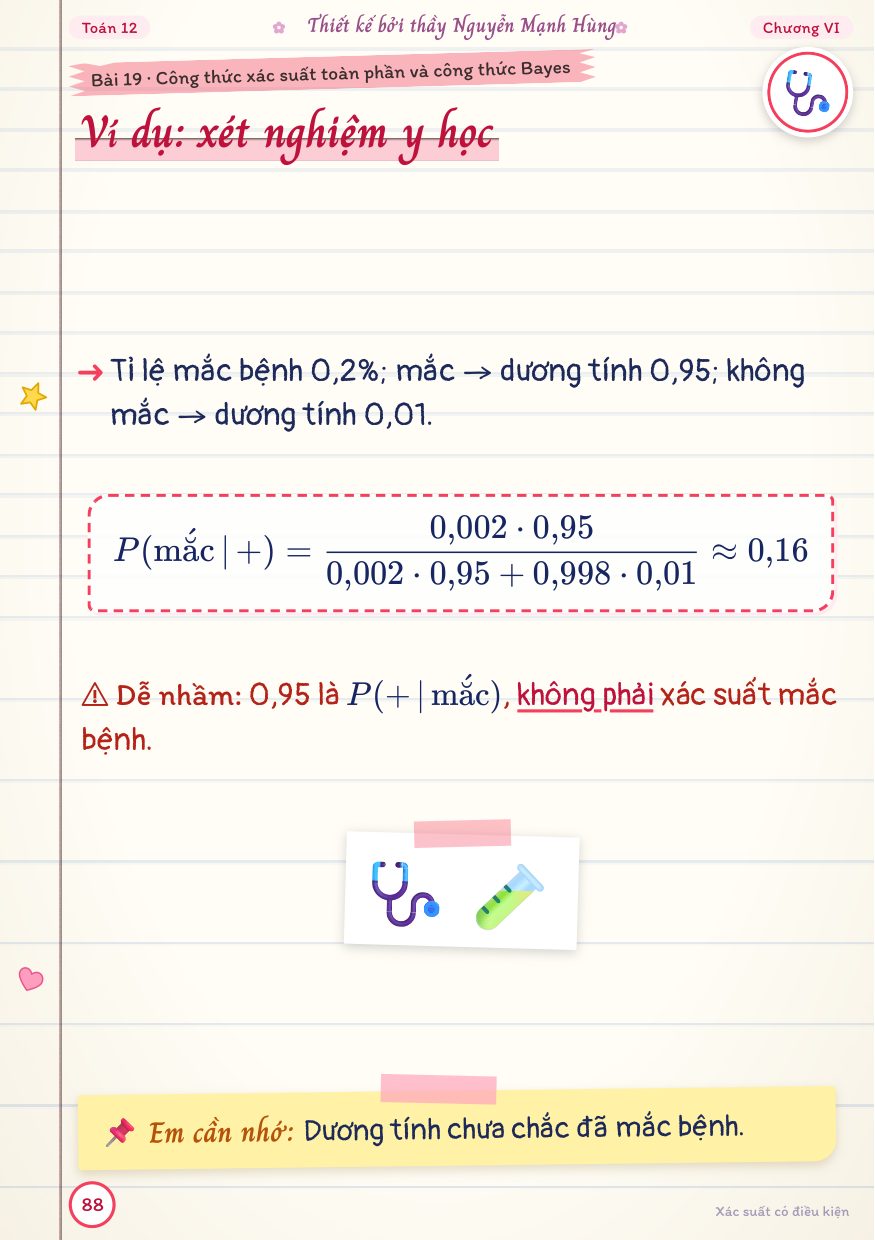 Toán 12
Thiết kế bởi thầy Nguyễn Mạnh Hùng
Chương VI
Bài 19 · Công thức xác suất toàn phần và công thức Bayes
Ví dụ: xét nghiệm y học
→ Tỉ lệ mắc bệnh 0,2%; mắc → dương tính 0,95; không
mắc → dương tính 0,01.
P(mắc | +) = (0,002 · 0,95) / (0,002 · 0,95 + 0,998 · 0,01) ≈ 0,16
⚠ Dễ nhầm: 0,95 là P(+ | mắc), không phải xác suất mắc
bệnh.
Em cần nhớ: Dương tính chưa chắc đã mắc bệnh.
88
Xác suất có điều kiện